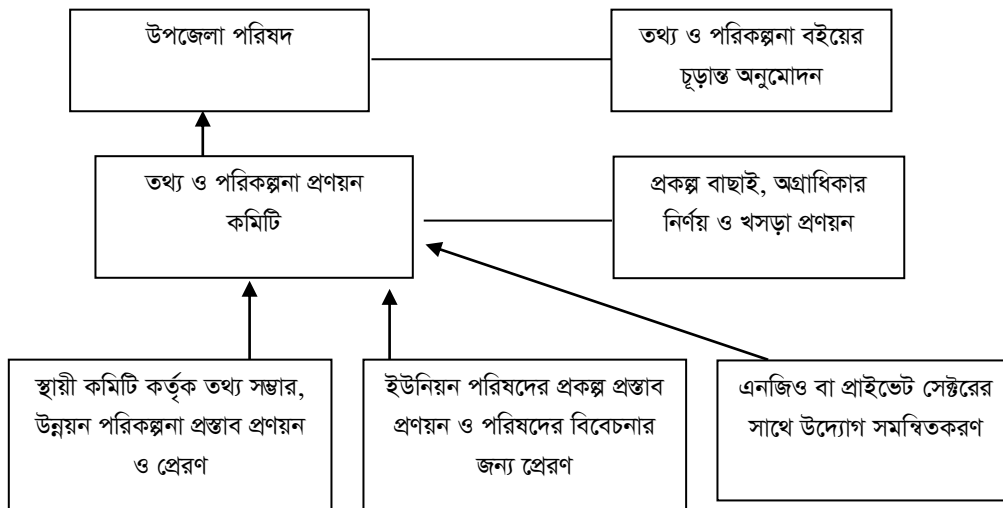 উপজেলা পরিষদ
তথ্য ও পরিকল্পনা বইয়ের
চূড়ান্ত অনুমোদন
তথ্য ও পরিকল্পনা প্রণয়ন
কমিটি
প্রকল্প বাছাই, অগ্রাধিকার
নির্ণয় ও খসড়া প্রণয়ন
স্থায়ী কমিটি কর্তৃক তথ্য সম্ভার,
উন্নয়ন পরিকল্পনা প্রস্তাব প্রণয়ন
ও প্রেরণ
ইউনিয়ন পরিষদের প্রকল্প প্রস্তাব
প্রণয়ন ও পরিষদের বিবেচনার
জন্য প্রেরণ
এনজিও বা প্রাইভেট সেক্টরের
সাথে উদ্যোগ সমন্বিতকরণ